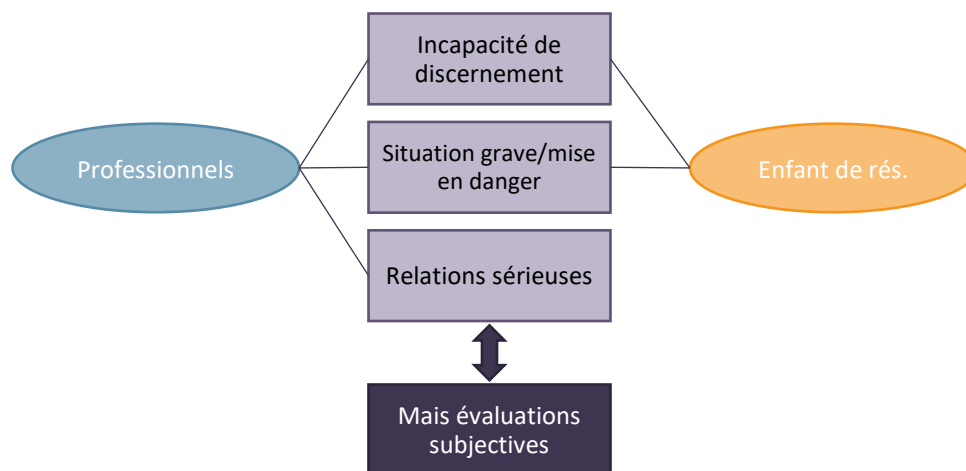 Incapacité de
discernement
Professionnels
Situation grave/mise
en danger
Enfant de rés.
Relations sérieuses
Mais évaluations
subjectives